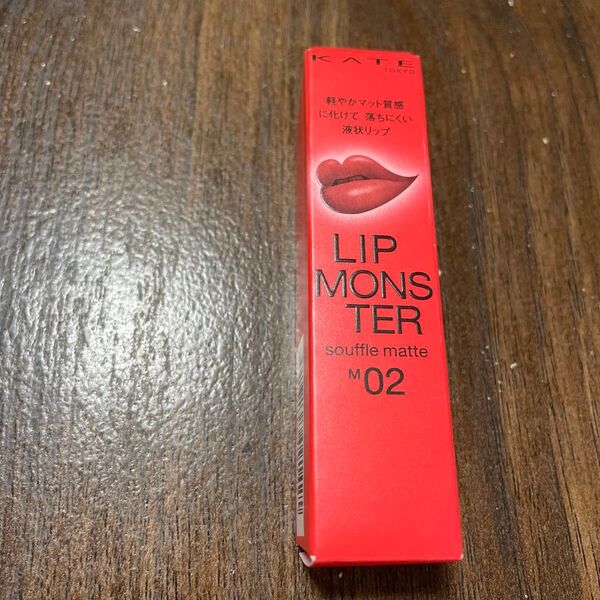 KATE
TOKYO
軽やかマット質感
に化けて 落ちにくい
液状リップ
LIP
MONS
TER
souffle matte
M02